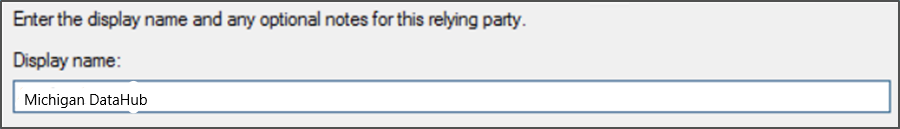 Enter the display name and any optional notes for this relying party.
Display name:
Michigan DataHub